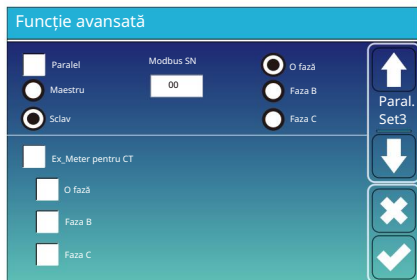 Funcție avansată
Paralel
Modbus SN
O fază
Maestru
00
Faza B
Sclav
Faza C
Paral.
Set3
Ex_Meter pentru CT
O fază
Faza B
Faza C